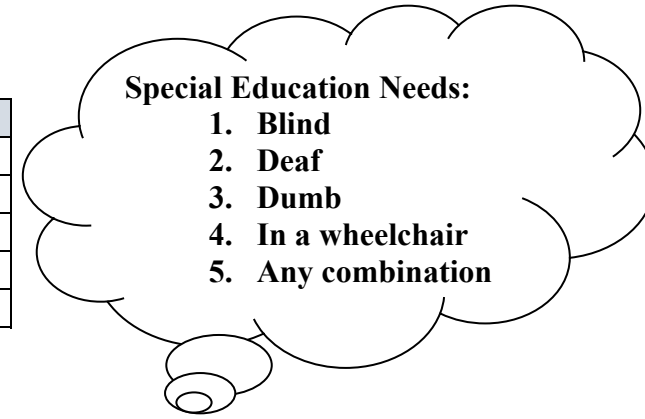 Special Education Needs:
1. Blind
2. Deaf
3. Dumb
4. In a wheelchair
5. Any combination